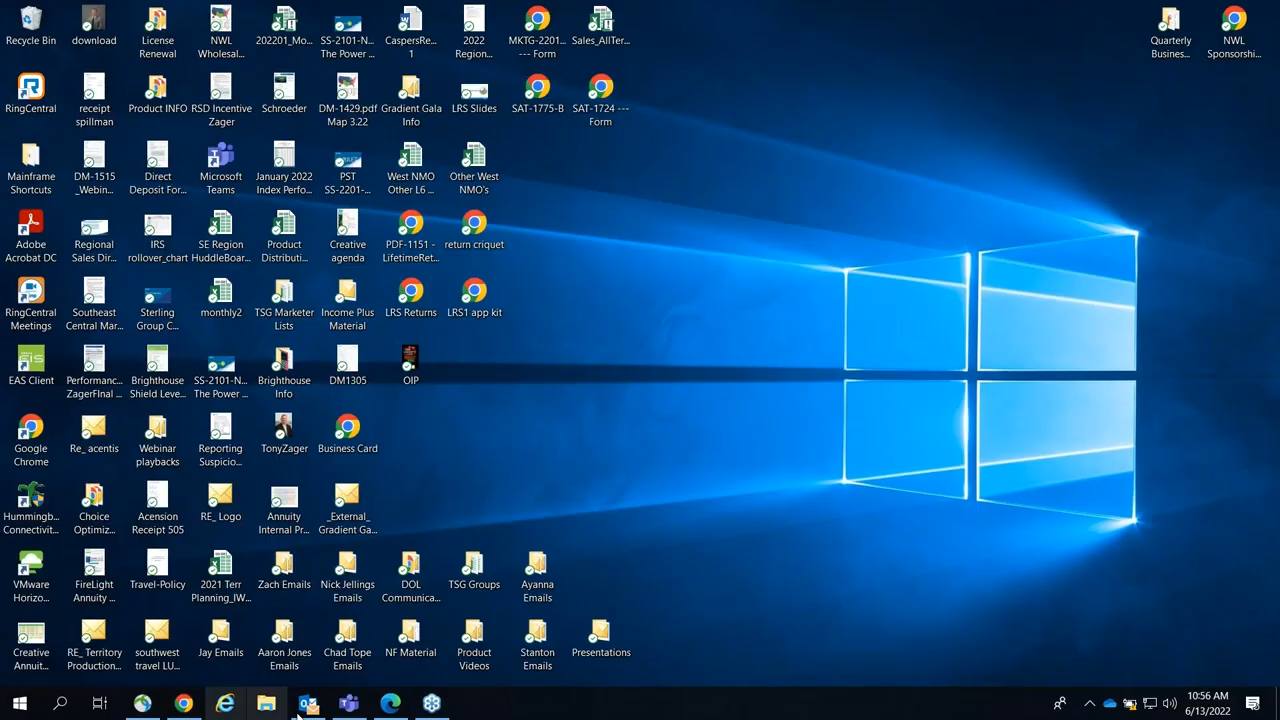 Recycle Bin
download
License
Renewal
NWL
Wholesal...
202201_Mo...
SS-2101-N...
The Power ...
CaspersRe...
1
2022
Region...
MKTG-2201...
--- Form
Sales_AllTer...
Quarterly
Busines...
NWL
Sponsorshi...
RingCentral
receipt
spillman
Product INFO
RSD Incentive
Zager
Schroeder
DM-1429.pdf
Map 3.22
Gradient Gala
Info
LRS Slides
SAT-1775-B
SAT-1724 ---
Form
Mainframe
Shortcuts
DM-1515
_Webin...
Direct
Deposit For...
Microsoft
Teams
January 2022
Index Perfo...
PST
SS-2201-...
West NMO
Other L6 ...
Other West
NMO's
Adobe
Acrobat DC
Regional
Sales Dir...
IRS
rollover_chart
SE Region
HuddleBoar...
Product
Distributi...
Creative
agenda
PDF-1151 -
LifetimeRet...
return criquet
RingCentral
Meetings
Southeast
Central Mar...
Sterling
Group C...
monthly2
TSG Marketer
Lists
Income Plus
Material
LRS Returns
LRS1 app kit
EAS Client
Performanc...
ZagerFInal ...
Brighthouse
Shield Leve...
SS-2101-N...
The Power ...
Brighthouse
Info
DM1305
OIP
Google
Chrome
Re_ acentis
Webinar
playbacks
Reporting
Suspicio...
TonyZager
Business Card
Hummingb...
Connectivit...
Choice
Optimiz...
Acension
Receipt 505
RE_ Logo
Annuity
Internal Pr...
_External_
Gradient Ga...
VMware
Horizo...
FireLight
Annuity ...
Travel-Policy
2021 Terr
Planning_IW...
Zach Emails
Nick Jellings
Emails
DOL
Communica...
TSG Groups
Ayanna
Emails
Creative
Annuit...
RE_ Territory
Production...
southwest
travel LU...
Jay Emails
Aaron Jones
Emails
Chad Tope
Emails
NF Material
Product
Videos
Stanton
Emails
Presentations
10:56 AM
6/13/2022